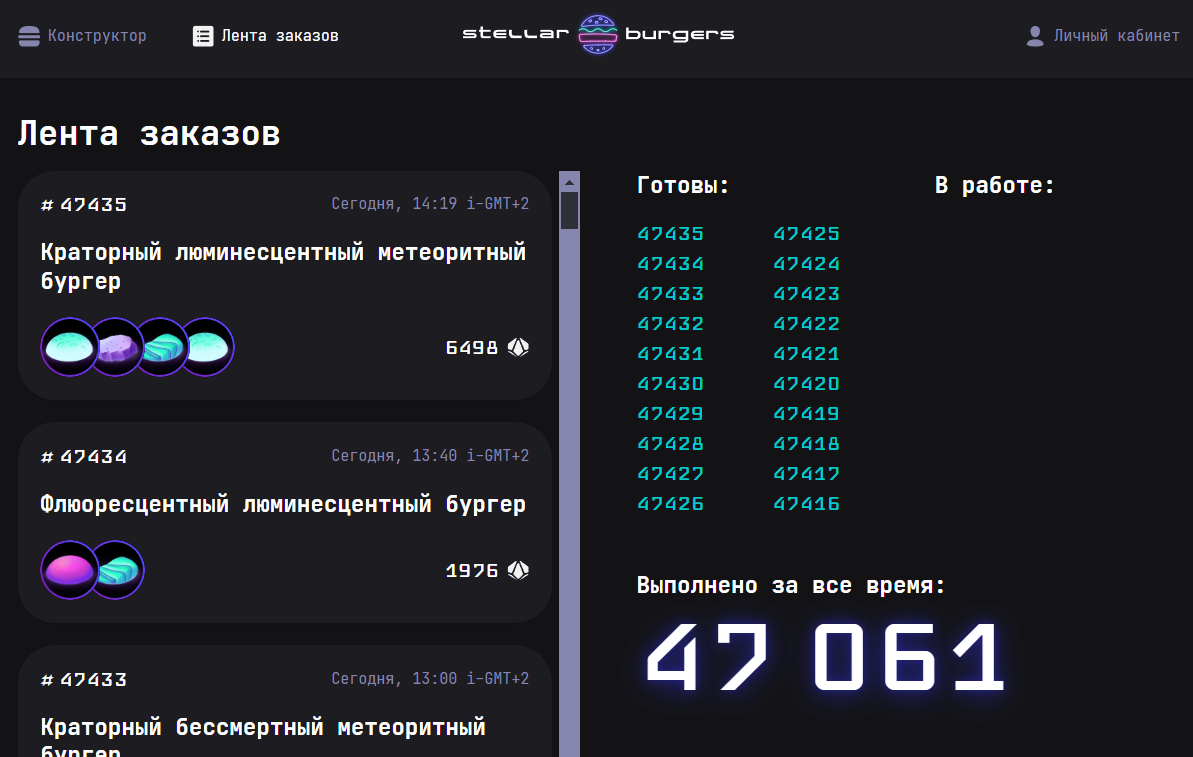 Конструктор
Лента заказов
stellar burgers
Личный кабинет
Лента заказов
# 47435
Сегодня, 14:19 i-GMT+2
Краторный люминесцентный метеоритный
бургер
6498
# 47434
Сегодня, 13:40 i-GMT+2
Флюоресцентный люминесцентный бургер
1976
# 47433
Сегодня, 13:00 i-GMT+2
Краторный бессмертный метеоритный
бургер
Готовы:
47435
47434
47433
47432
47431
47430
47429
47428
47427
47426
47425
47424
47423
47422
47421
47420
47419
47418
47417
47416
В работе:
Выполнено за все время:
47 061